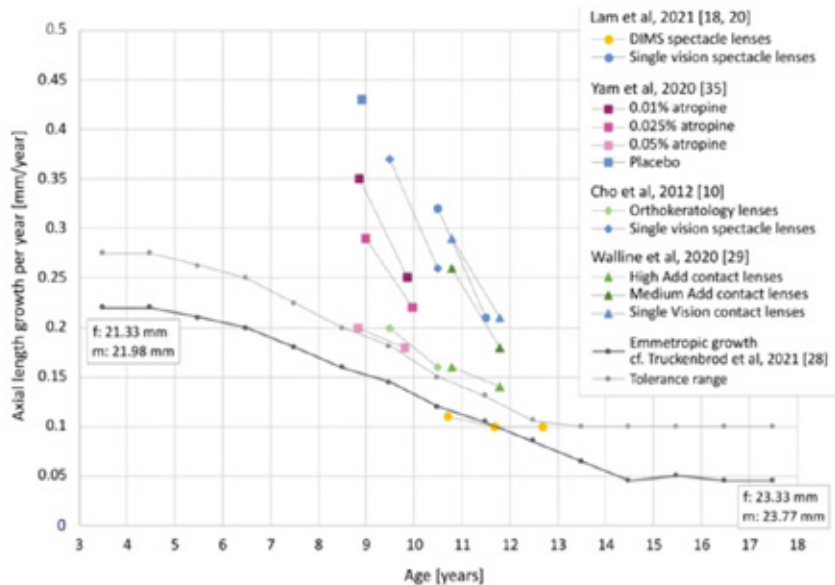 Axial length growth per year [mm/year]
0.5
0.45
0.4
0.35
0.3
0.25
0.2
0.15
0.1
0.05
0
3 4 5 6 7 8 9 10 11 12 13 14 15 16 17 18
Age [years]
f: 21.33 mm
m: 21.98 mm
f: 23.33 mm
m: 23.77 mm
Lam et al, 2021 [18, 20]
DIMS spectacle lenses
Single vision spectacle lenses
Yam et al, 2020 [35]
0.01% atropine
0.025% atropine
0.05% atropine
Placebo
Cho et al, 2012 [10]
Orthokeratology lenses
Single vision spectacle lenses
Walline et al, 2020 [29]
High Add contact lenses
Medium Add contact lenses
Single Vision contact lenses
Emmetropic growth
cf. Truckenbrod et al, 2021 [28]
Tolerance range